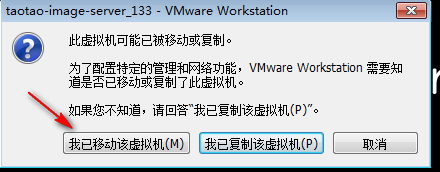 taotao-image-server_133 - VMware Workstation
此虚拟机可能已被移动或复制。
为了配置特定的管理和网络功能，VMware Workstation 需要知
道是否已移动或复制了此虚拟机。
如果您不知道，请回答“我已复制该虚拟机(P)”。
我已移动该虚拟机(M) 我已复制该虚拟机(P) 取消